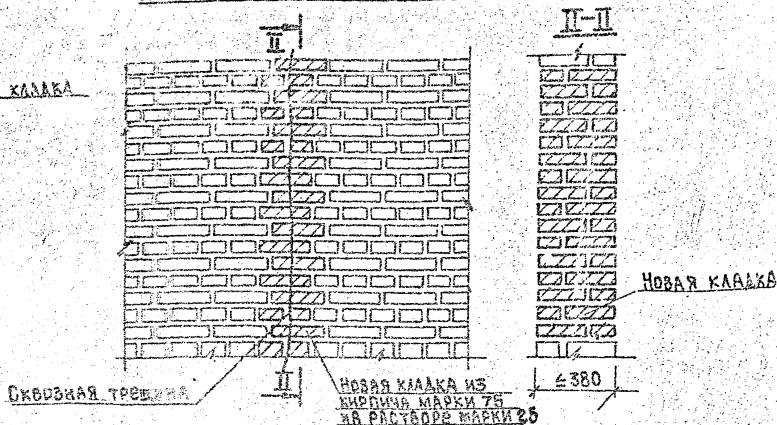 II
II-II
КЛАДКА
НОВАЯ КЛАДКА
СКВОЗНАЯ ТРЕЩИНА
II
НОВАЯ КЛАДКА ИЗ
КИРПИЧА МАРКИ 75
НА РАСТВОРЕ МАРКИ 25
≤380